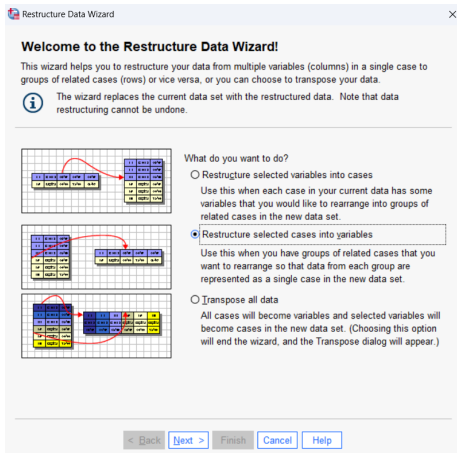 Restructure Data Wizard
Welcome to the Restructure Data Wizard!
This wizard helps you to restructure your data from multiple variables (columns) in a single case to
groups of related cases (rows) or vice versa, or you can choose to transpose your data.
The wizard replaces the current data set with the restructured data. Note that data
restructuring cannot be undone.
What do you want to do?
Restructure selected variables into cases
Use this when each case in your current data has some
variables that you would like to rearrange into groups of
related cases in the new data set.
Restructure selected cases into variables
Use this when you have groups of related cases that you
want to rearrange so that data from each group are
represented as a single case in the new data set.
Transpose all data
All cases will become variables and selected variables will
become cases in the new data set. (Choosing this option
will end the wizard, and the Transpose dialog will appear.)
< Back Next > Finish Cancel Help